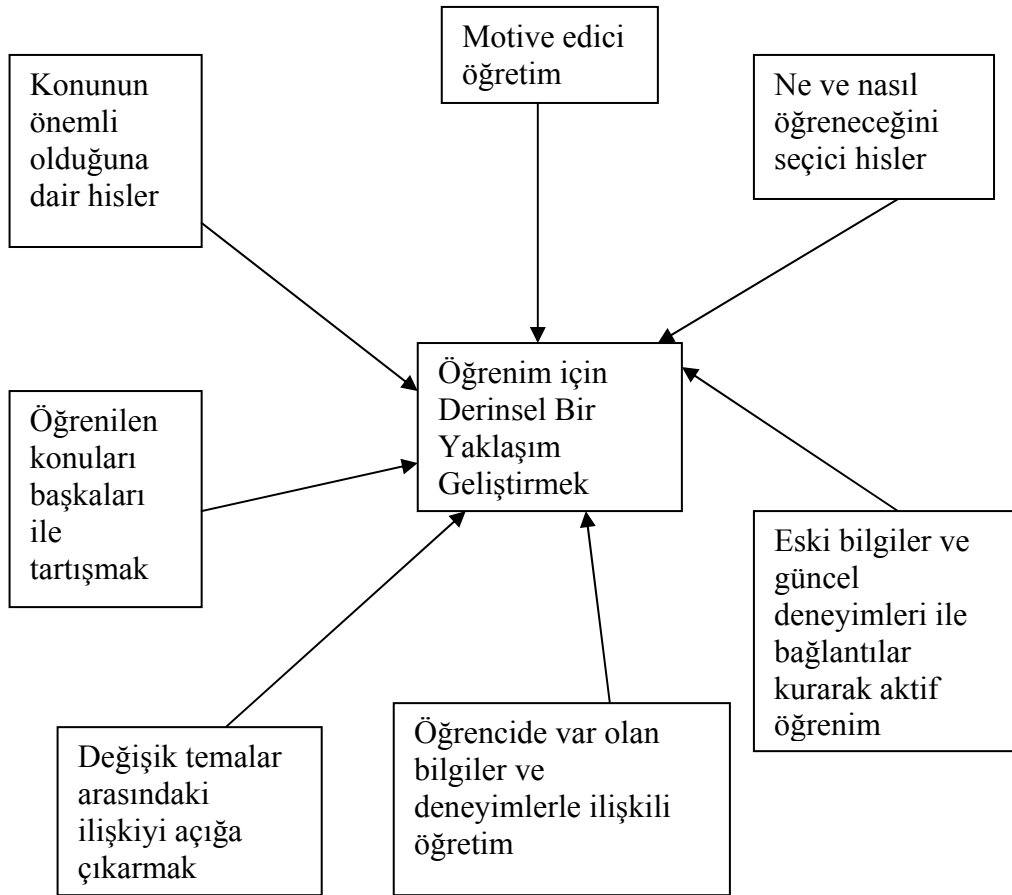 Motive edici
öğretim
Konunun
önemli
olduğuna
dair hisler
Ne ve nasıl
öğreneceğini
seçici hisler
Öğrenim için
Derinsel Bir
Yaklaşım
Geliştirmek
Öğrenilen
konuları
başkaları
ile
tartışmak
Eski bilgiler ve
güncel
deneyimleri ile
bağlantılar
kurarak aktif
öğrenim
Değişik temalar
arasındaki
ilişkiyi açığa
çıkarmak
Öğrencide var olan
bilgiler ve
deneyimlerle ilişkili
öğretim